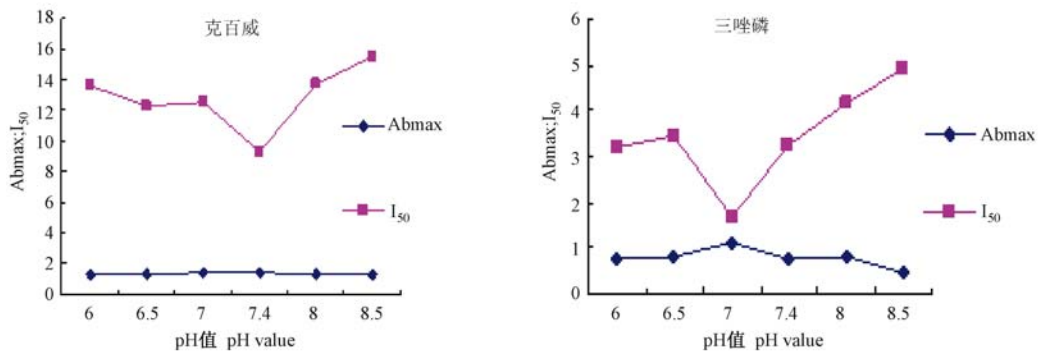 克百威
18
16
14
12
10
8
6
4
2
0
Abmax;I₅₀
Abmax
I₅₀
6 6.5 7 7.4 8 8.5
pH值 pH value
三唑磷
6
5
4
3
2
1
0
Abmax;I₅₀
Abmax
I₅₀
6 6.5 7 7.4 8 8.5
pH值 pH value